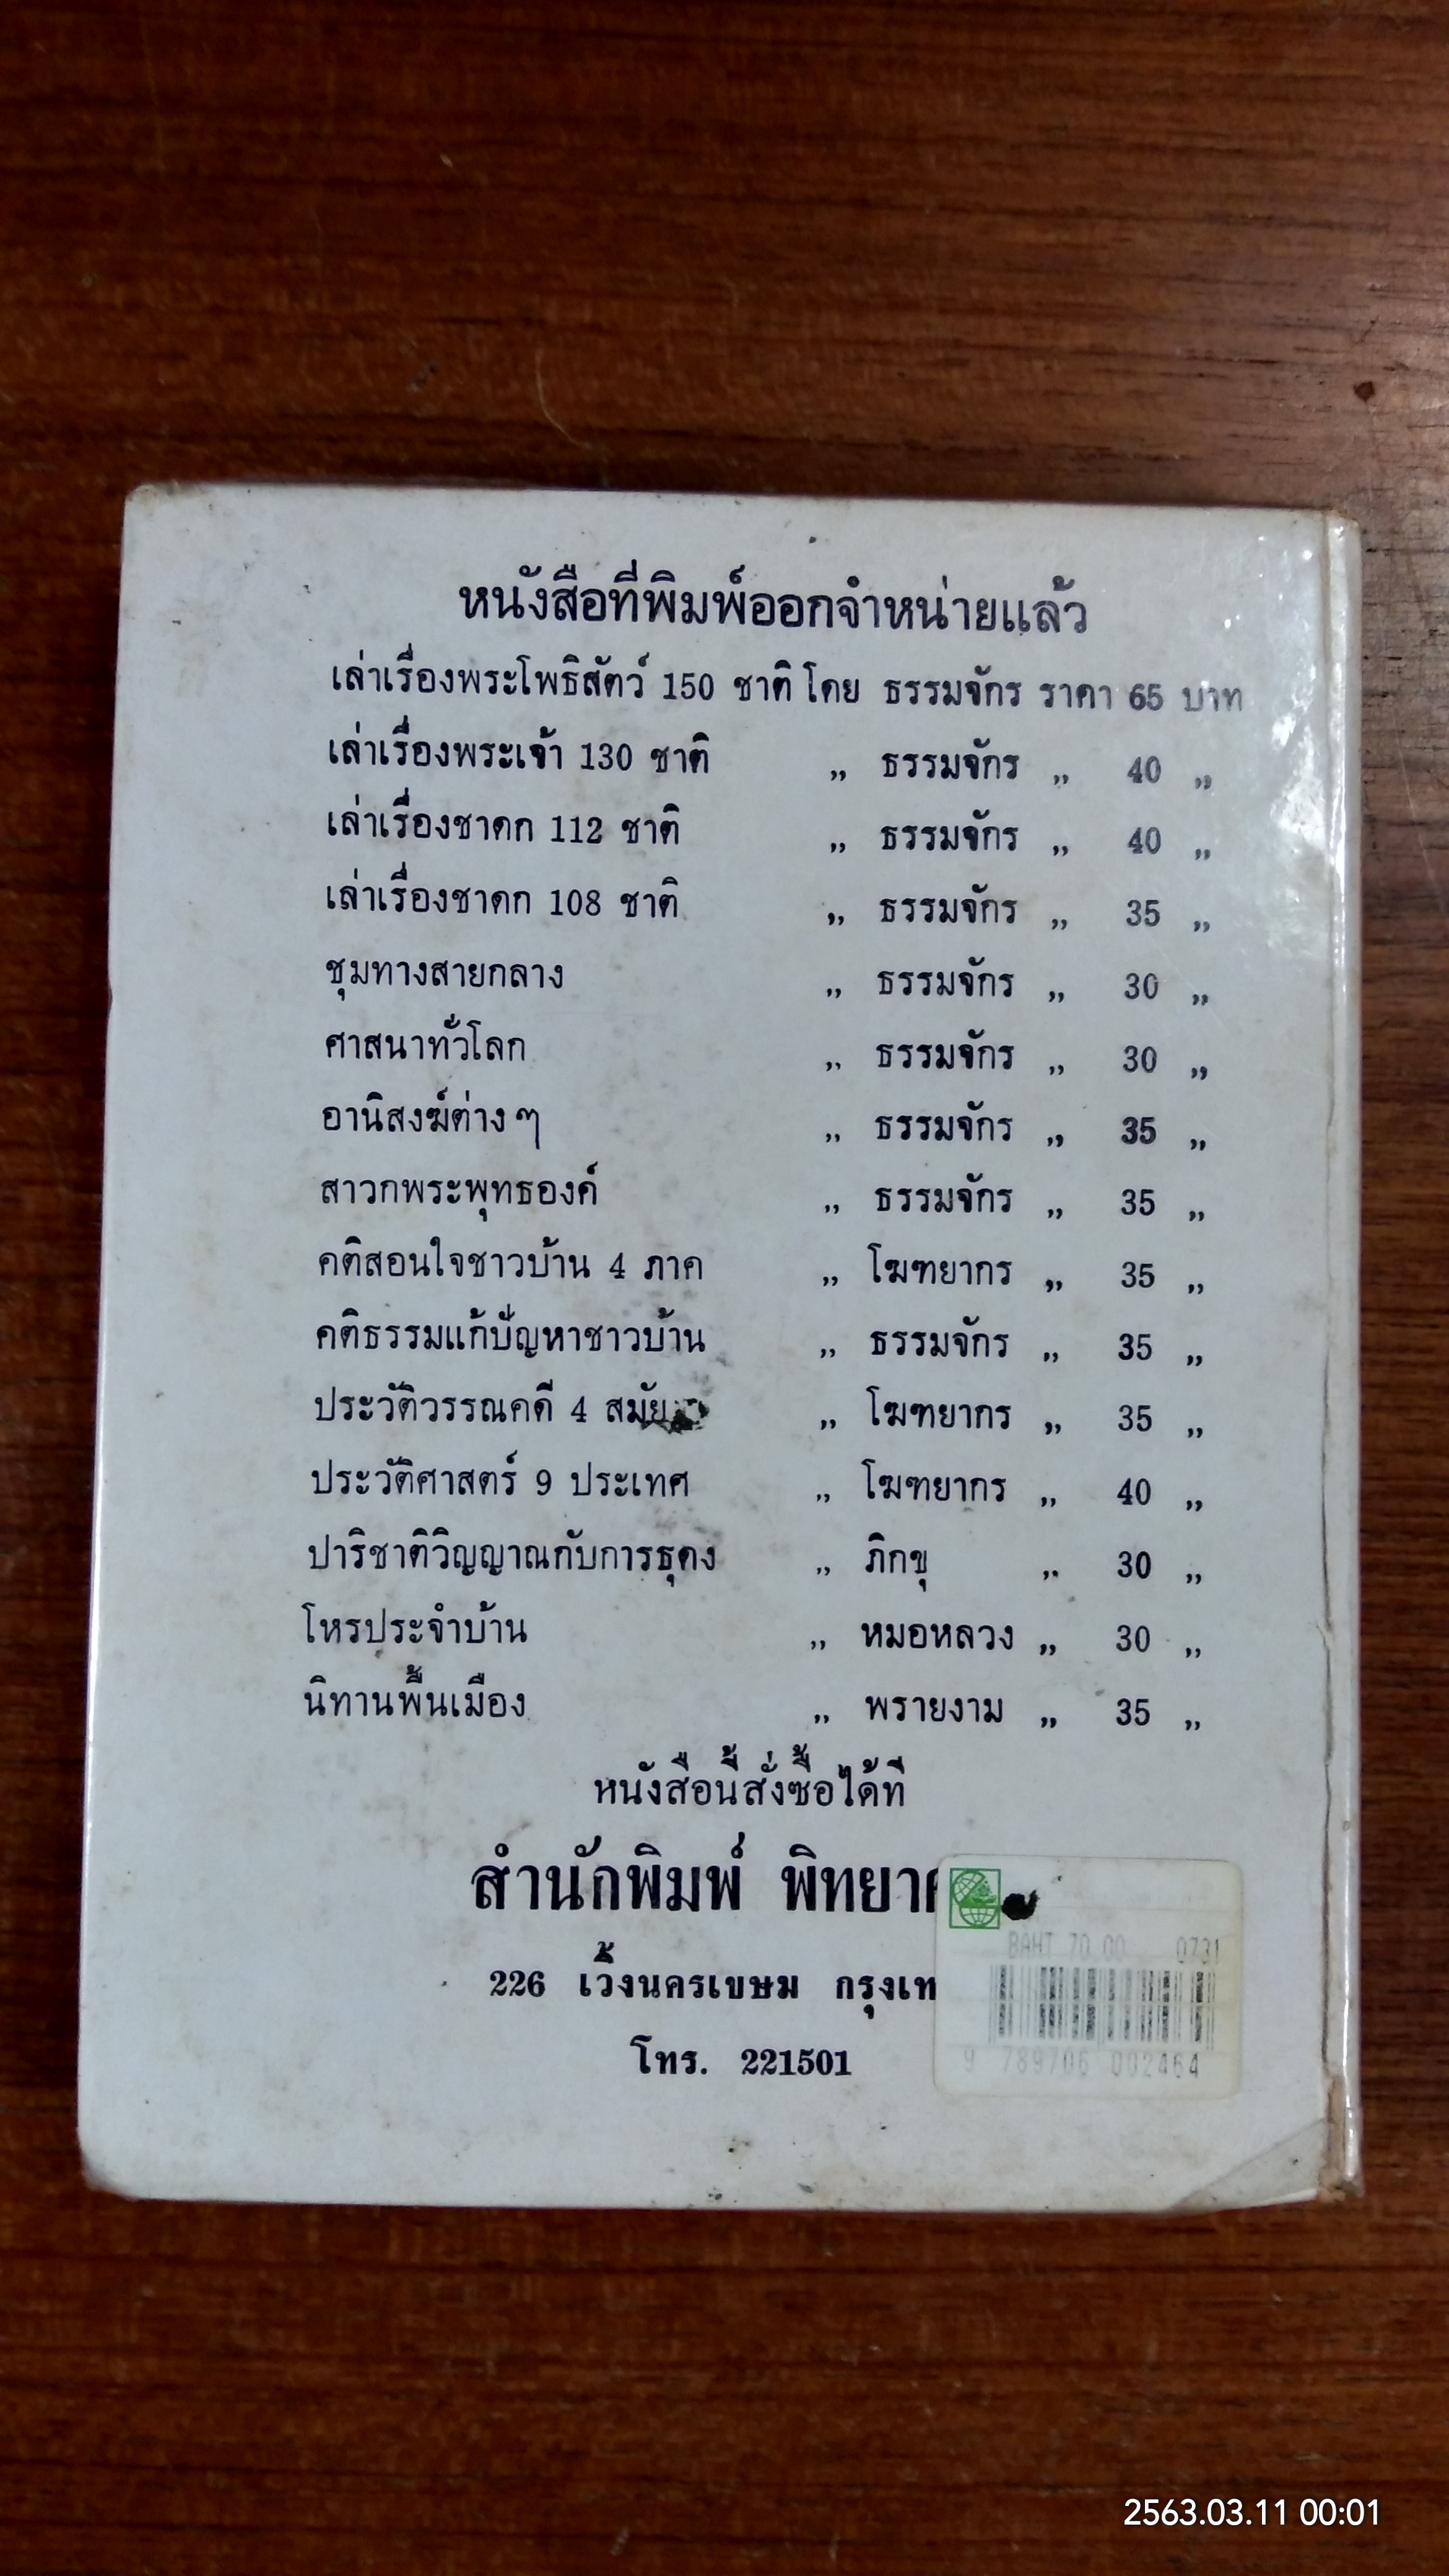 หนังสือที่พิมพ์ออกจำหน่ายแล้ว
เล่าเรื่องพระโพธิสัตว์ 150 ชาติ โดย ธรรมจักร ราคา 65 บาท
เล่าเรื่องพระเจ้า 130 ชาติ ,, ธรรมจักร ,, 40 ,,
เล่าเรื่องชาดก 112 ชาติ ,, ธรรมจักร ,, 40 ,,
เล่าเรื่องชาดก 108 ชาติ ,, ธรรมจักร ,, 35 ,,
ชุมทางสายกลาง ,, ธรรมจักร ,, 30 ,,
ศาสนาทั่วโลก ,, ธรรมจักร ,, 30 ,,
อานิสงฆ์ต่าง ๆ ,, ธรรมจักร ,, 35 ,,
สาวกพระพุทธองค์ ,, ธรรมจักร ,, 35 ,,
คติสอนใจชาวบ้าน 4 ภาค ,, โฆฑยากร ,, 35 ,,
คติธรรมแก้ปัญหาชาวบ้าน ,, ธรรมจักร ,, 35 ,,
ประวัติวรรณคดี 4 สมัย ,, โฆฑยากร ,, 35 ,,
ประวัติศาสตร์ 9 ประเทศ ,, โฆฑยากร ,, 40 ,,
ปาริชาติวิญญาณกับการธุดง ,, ภิกขุ ,, 30 ,,
โหรประจำบ้าน ,, หมอหลวง ,, 30 ,,
นิทานพื้นเมือง ,, พรายงาม ,, 35 ,,
หนังสือนี้สั่งซื้อได้ที่
สำนักพิมพ์ พิทยาค
226 เวิ้งนครเขษม กรุงเท
โทร. 221501
BAHT 70.00 0731
9 789706 002464
2563.03.11 00:01